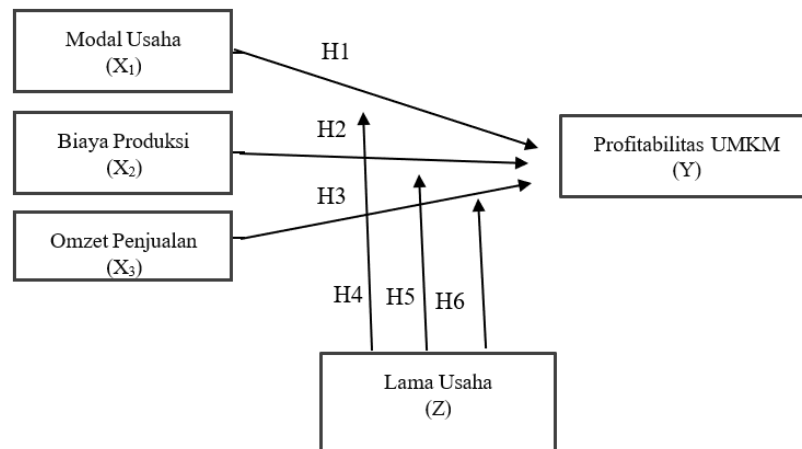 Modal Usaha
(X₁)
H1
Biaya Produksi
(X₂)
H2
Profitabilitas UMKM
(Y)
H3
Omzet Penjualan
(X₃)
H4
H5
H6
Lama Usaha
(Z)